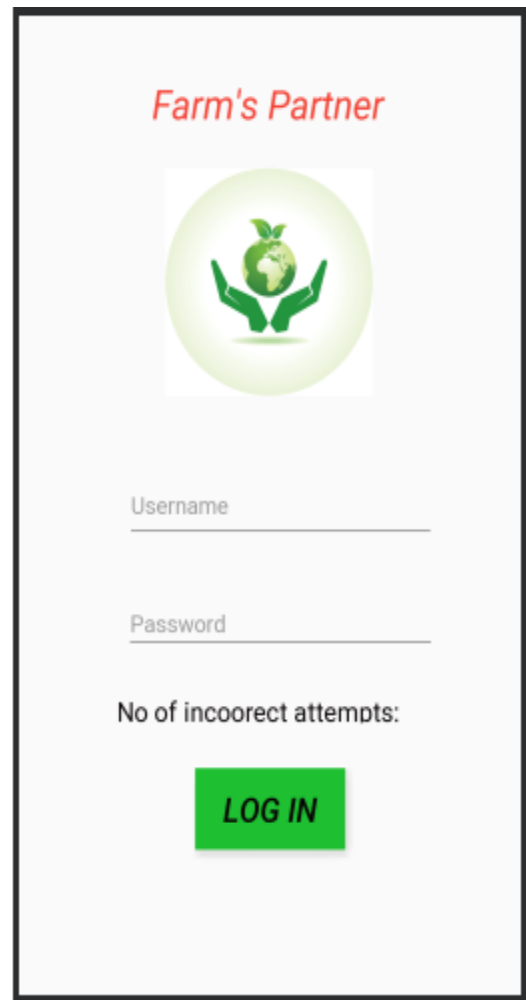 Farm's Partner
Username
Password
No of incoorect attempts:
LOG IN